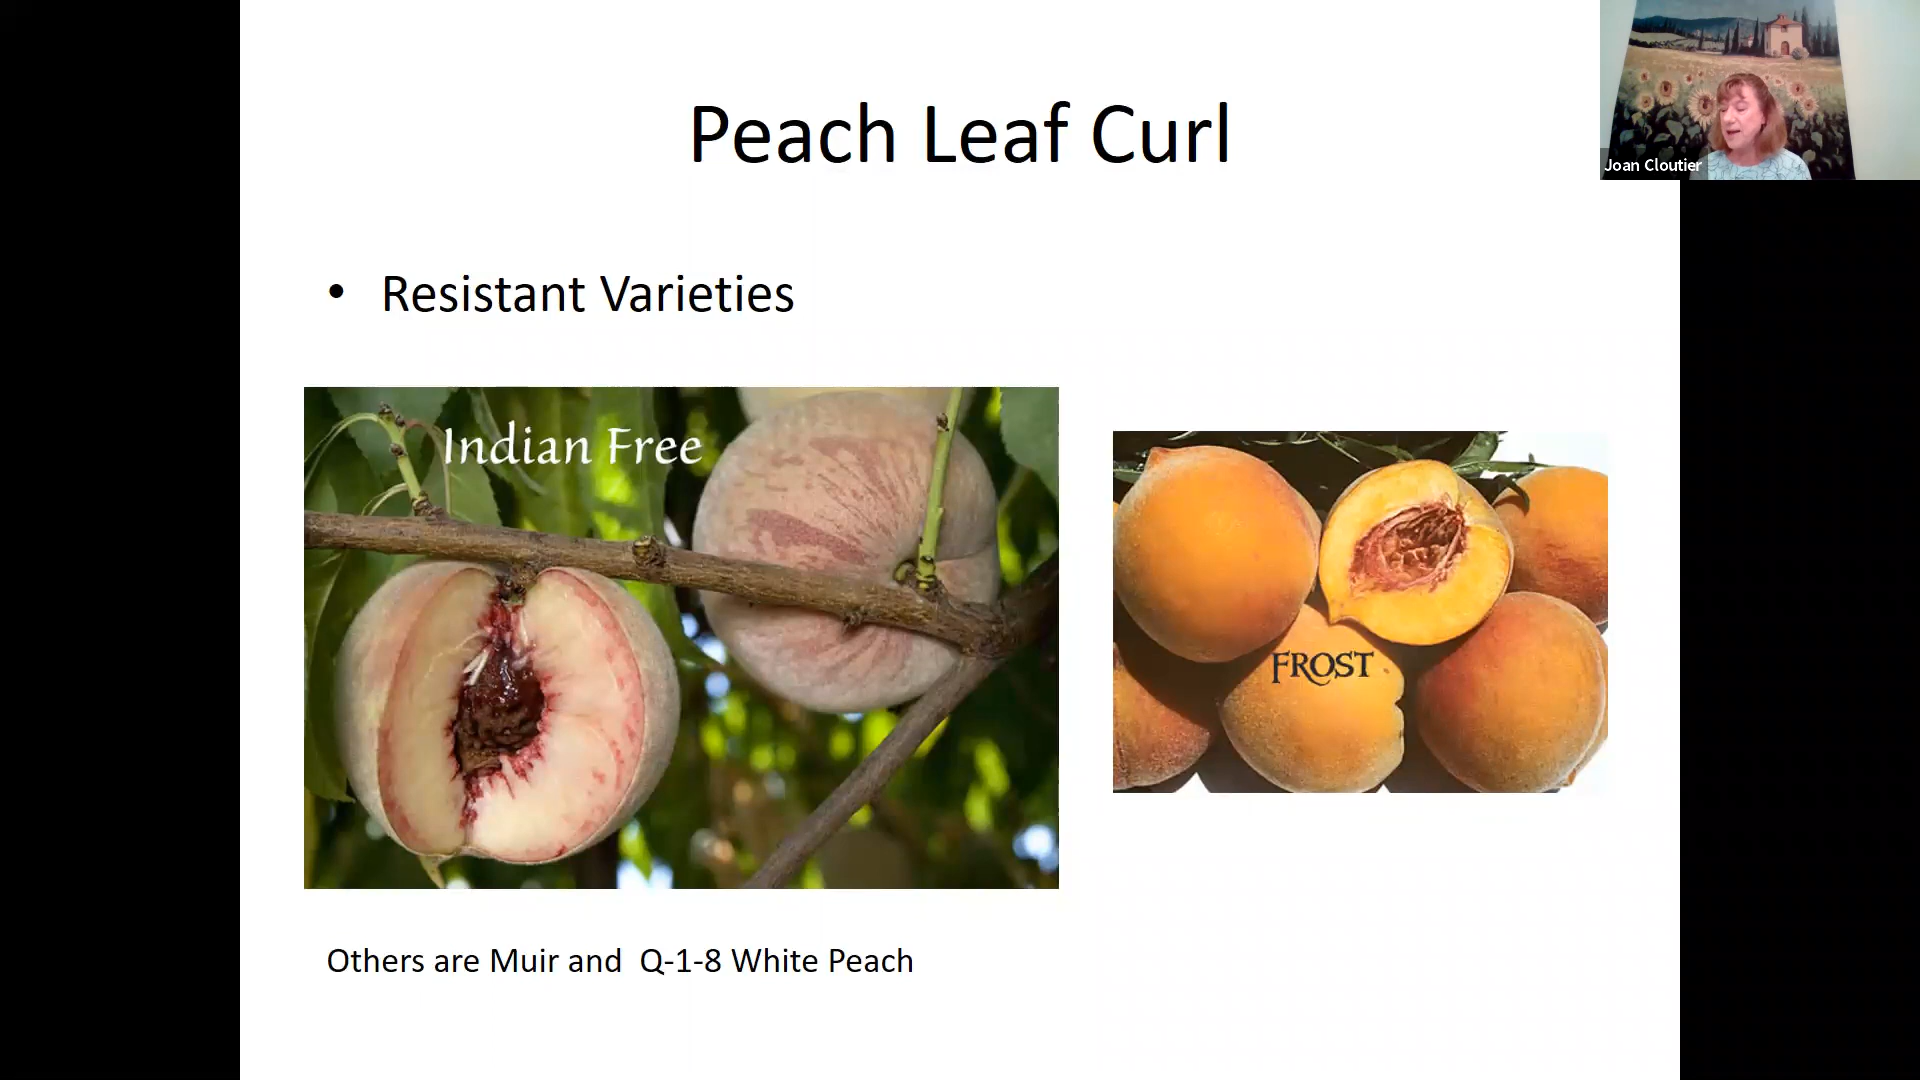 Peach Leaf Curl
Joan Cloutier
• Resistant Varieties
Indian Free
FROST
Others are Muir and  Q-1-8 White Peach